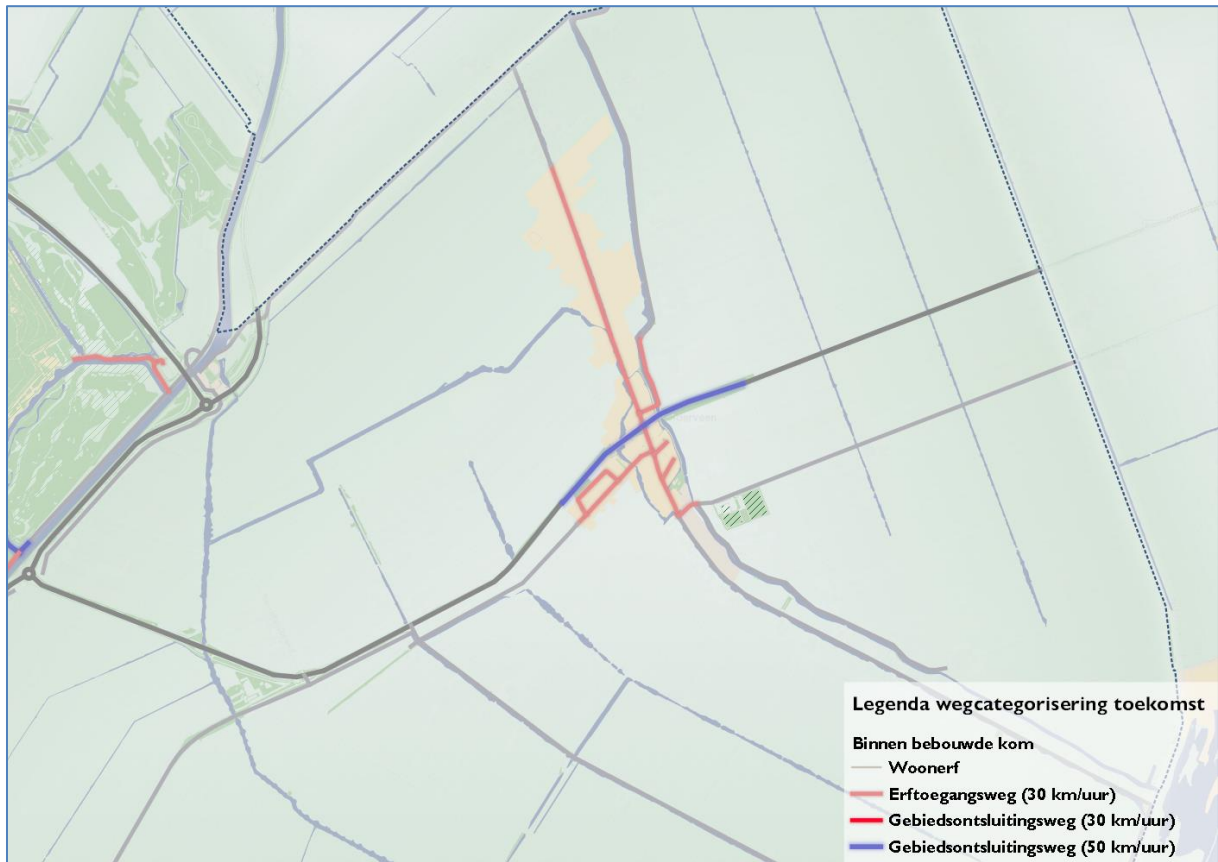 Legenda wegcategorisering toekomst
Binnen bebouwde kom
Woonerf
Erftoegangsweg (30 km/uur)
Gebiedsontsluitingsweg (30 km/uur)
Gebiedsontsluitingsweg (50 km/uur)